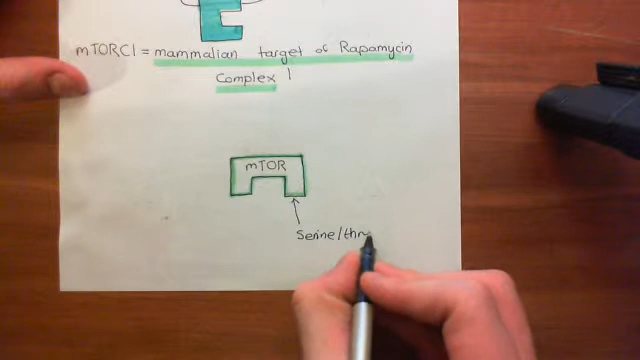 mTORC1 = mammalian target of Rapamycin
Complex 1
mTOR
Serine/thr